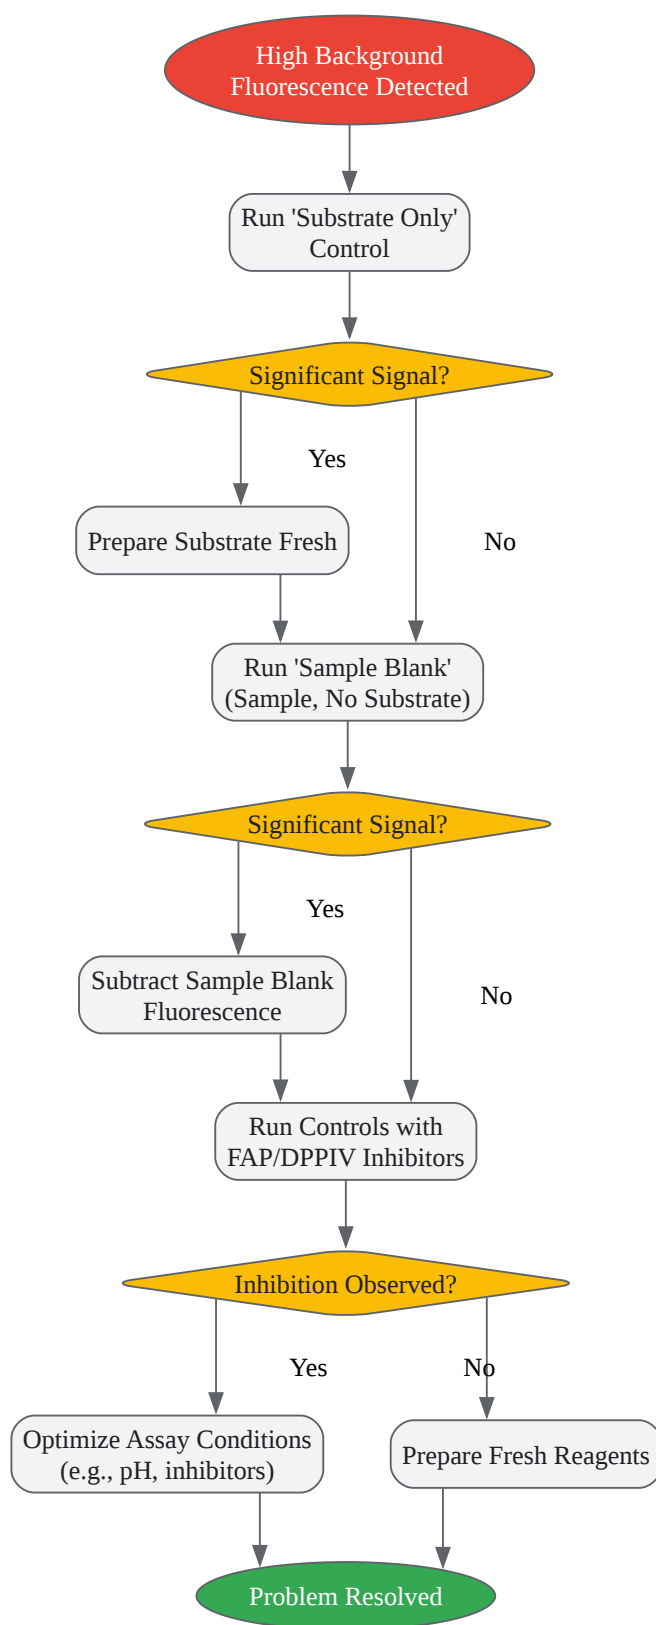 High Background
Fluorescence Detected
Run 'Substrate Only'
Control
Significant Signal?
Yes
Prepare Substrate Fresh
No
Run 'Sample Blank'
(Sample, No Substrate)
Significant Signal?
Yes
Subtract Sample Blank
Fluorescence
No
Run Controls with
FAP/DPPIV Inhibitors
Inhibition Observed?
Yes
No
Optimize Assay Conditions
(e.g., pH, inhibitors)
Prepare Fresh Reagents
Problem Resolved